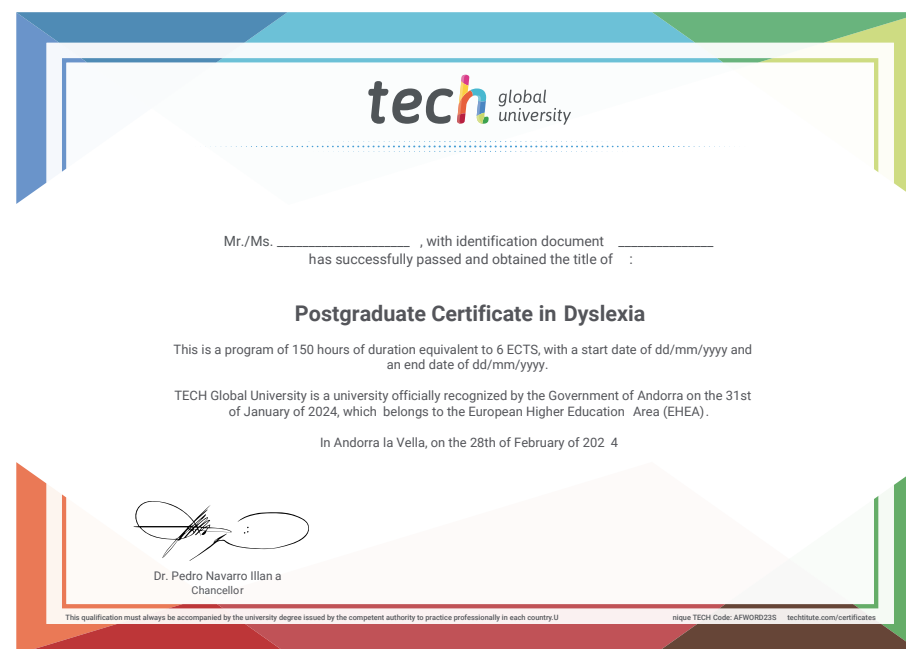 tech global
university
Mr./Ms. ____________________ , with identification document ______________
has successfully passed and obtained the title of :
Postgraduate Certificate in Dyslexia
This is a program of 150 hours of duration equivalent to 6 ECTS, with a start date of dd/mm/yyyy and
an end date of dd/mm/yyyy.
TECH Global University is a university officially recognized by the Government of Andorra on the 31st
of January of 2024, which belongs to the European Higher Education Area (EHEA).
In Andorra la Vella, on the 28th of February of 202 4
Dr. Pedro Navarro Illan a
Chancellor
This qualification must always be accompanied by the university degree issued by the competent authority to practice professionally in each country.U nique TECH Code: AFWORD23S techtitute.com/certificates